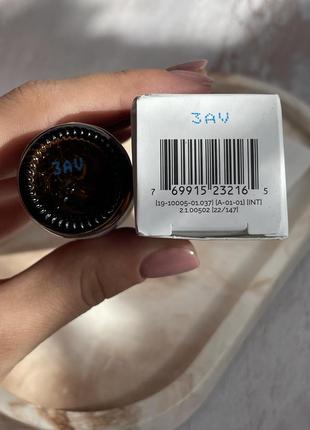 3AV
3AV
7 69915 23216 5
(19-10005-01.037) (A-01-01) (INT)
2.1.00502 [22/147]